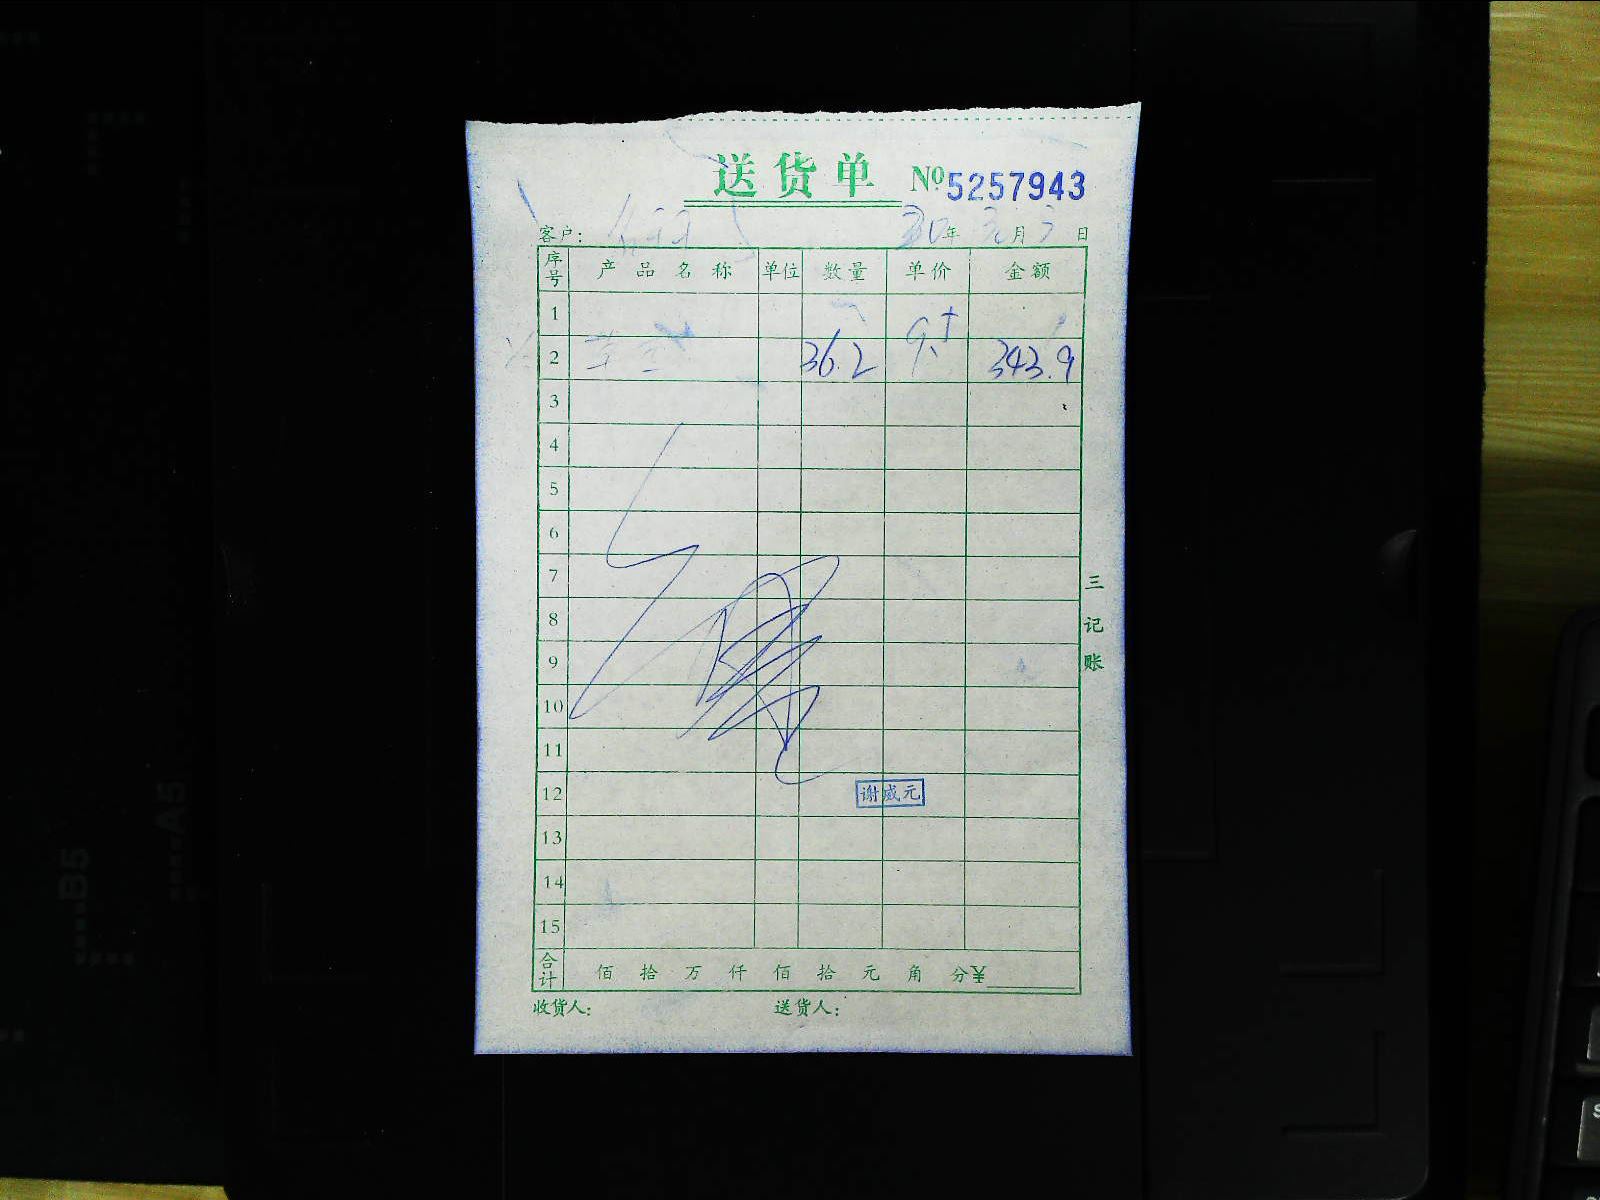 送货单 №5257943
客户: 年 月 日
序号 产品名称 单位 数量 单价 金额
1
2 36.2 9.5 343.9
3
4
5
6
7
8
9
10
11
12 谢威元
13
14
15
三记账
合计 佰 拾 万 仟 佰 拾 元 角 分¥
收货人: 送货人:
B5
A5